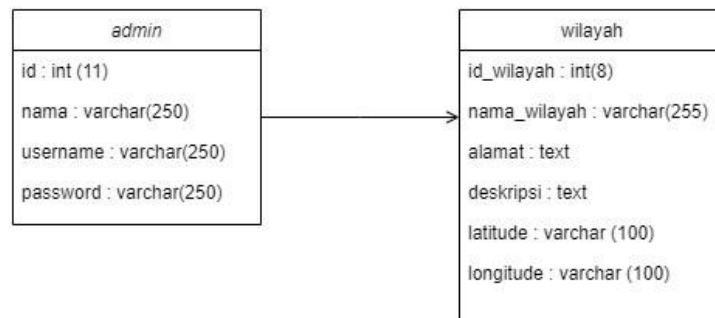 admin
id : int (11)
nama : varchar(250)
username : varchar(250)
password : varchar(250)
wilayah
id_wilayah : int(8)
nama_wilayah : varchar(255)
alamat : text
deskripsi : text
latitude : varchar (100)
longitude : varchar (100)